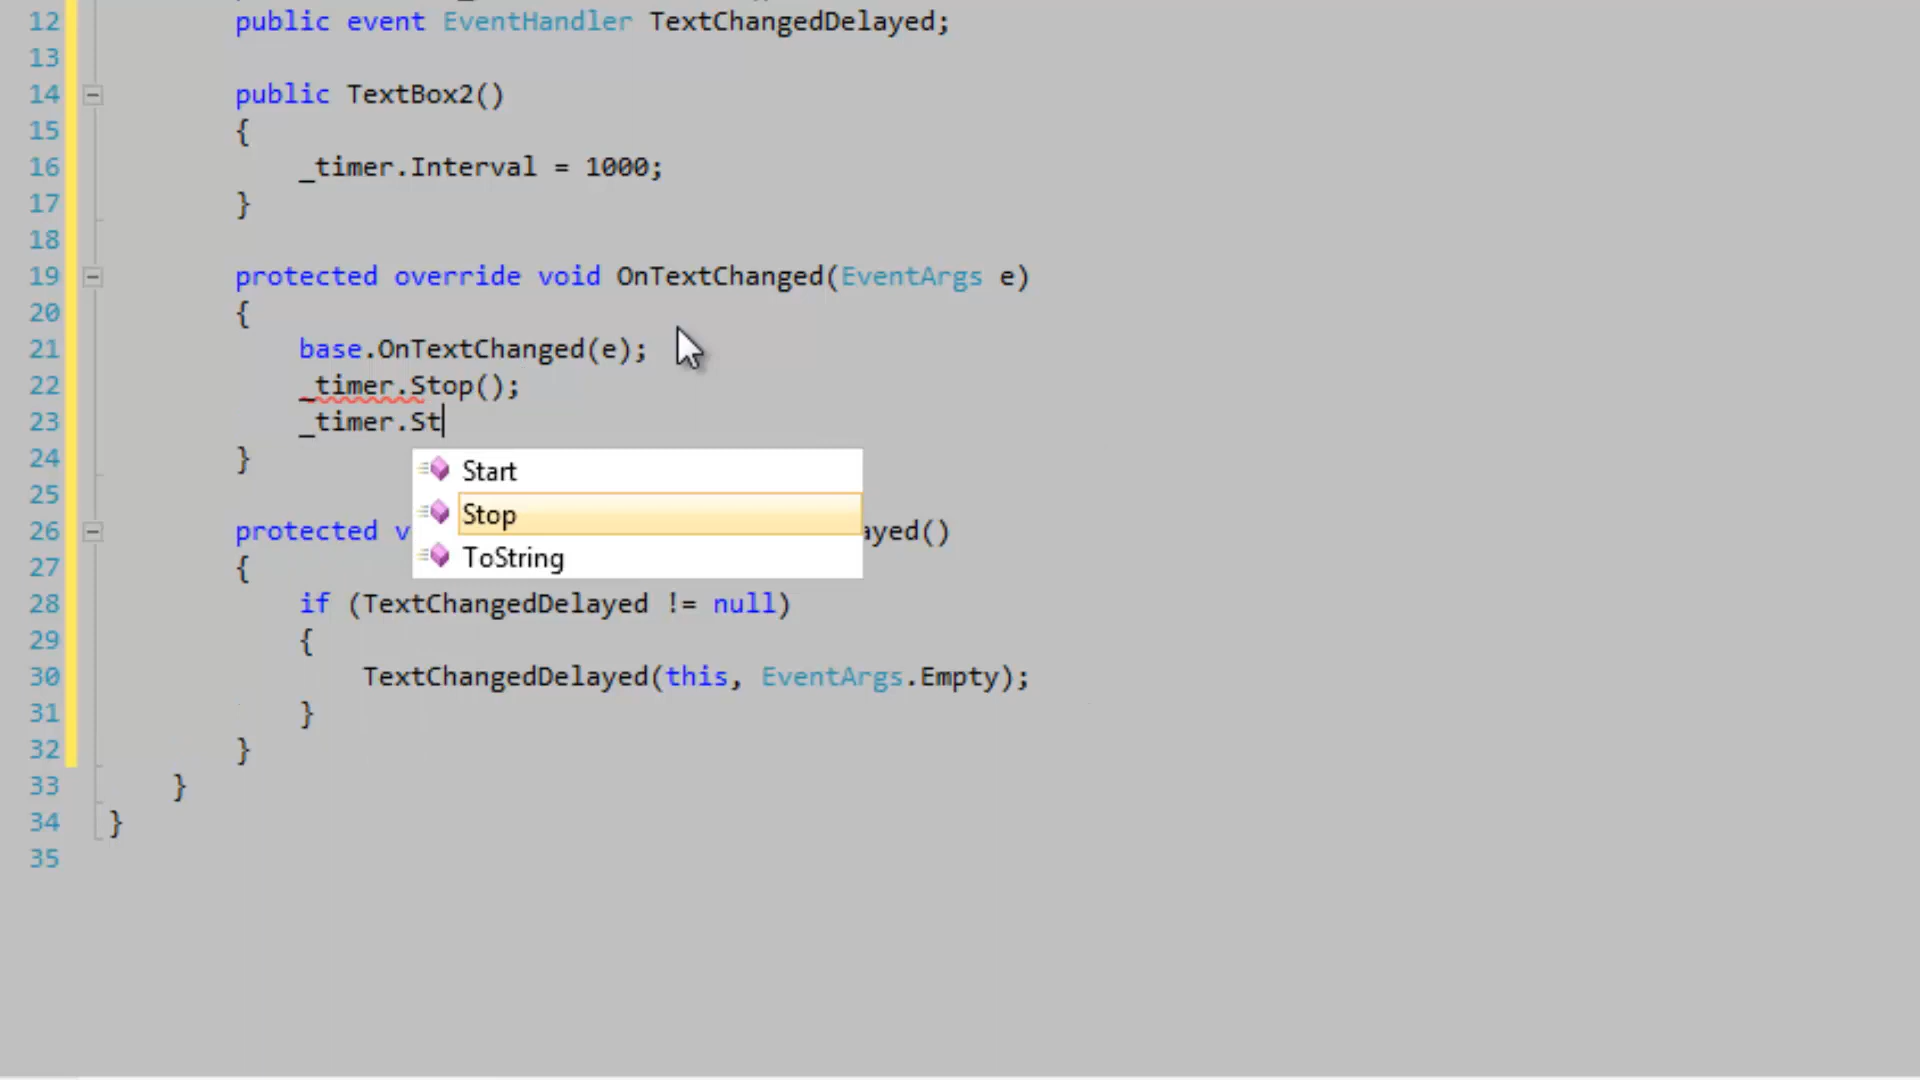 12 public event EventHandler TextChangedDelayed;
13
14 public TextBox2()
15 {
16 _timer.Interval = 1000;
17 }
18
19 protected override void OnTextChanged(EventArgs e)
20 {
21 base.OnTextChanged(e);
22 _timer.Stop();
23 _timer.St
24 }
Start
25
Stop
26 protected v ayed()
ToString
27 {
28 if (TextChangedDelayed != null)
29 {
30 TextChangedDelayed(this, EventArgs.Empty);
31 }
32 }
33 }
34 }
35